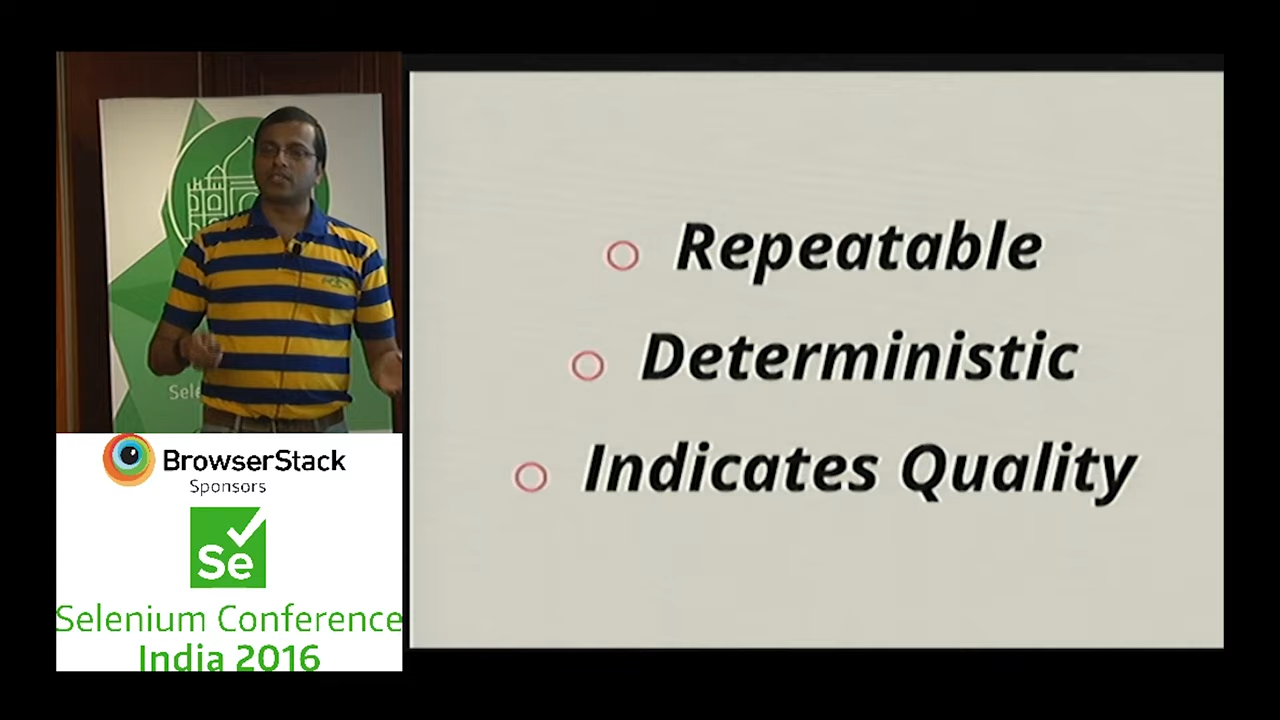 Repeatable
Deterministic
Indicates Quality
BrowserStack
Sponsors
Se
Selenium Conference
India 2016